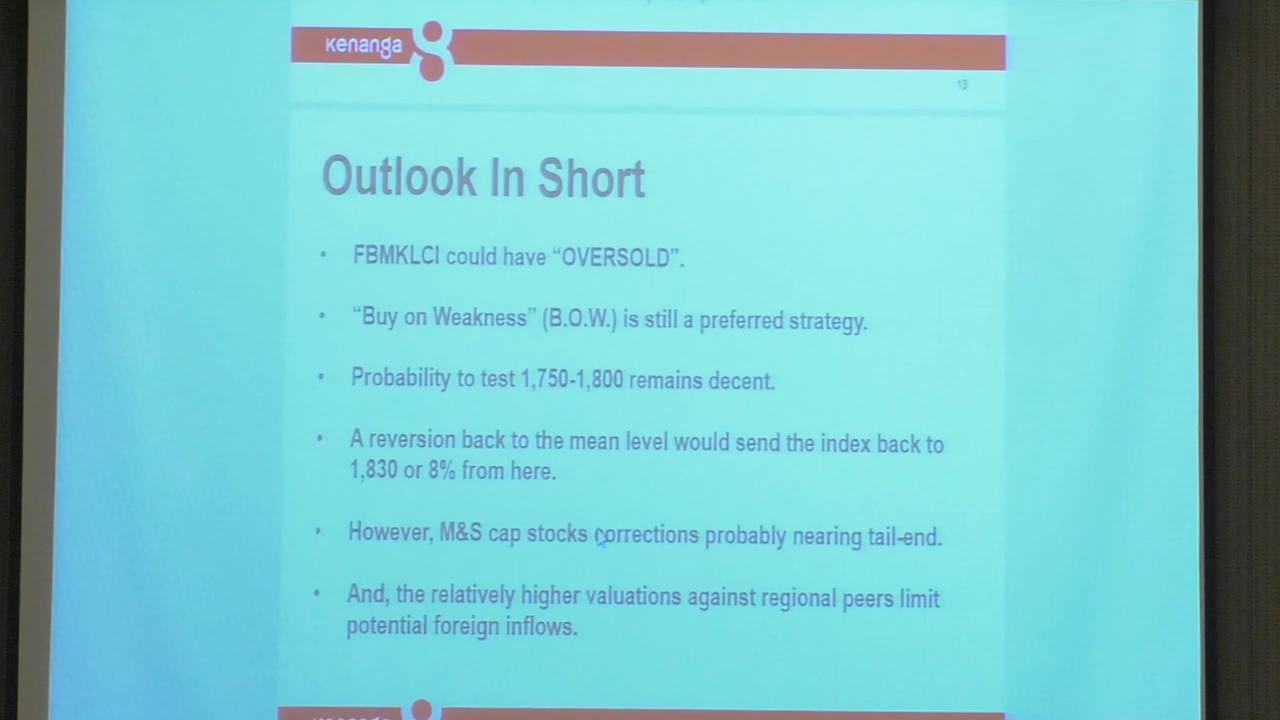 Kenanga
13
Outlook In Short
• FBMKLCI could have “OVERSOLD”.
• “Buy on Weakness” (B.O.W.) is still a preferred strategy.
• Probability to test 1,750-1,800 remains decent.
• A reversion back to the mean level would send the index back to
1,830 or 8% from here.
• However, M&S cap stocks corrections probably nearing tail-end.
• And, the relatively higher valuations against regional peers limit
potential foreign inflows.